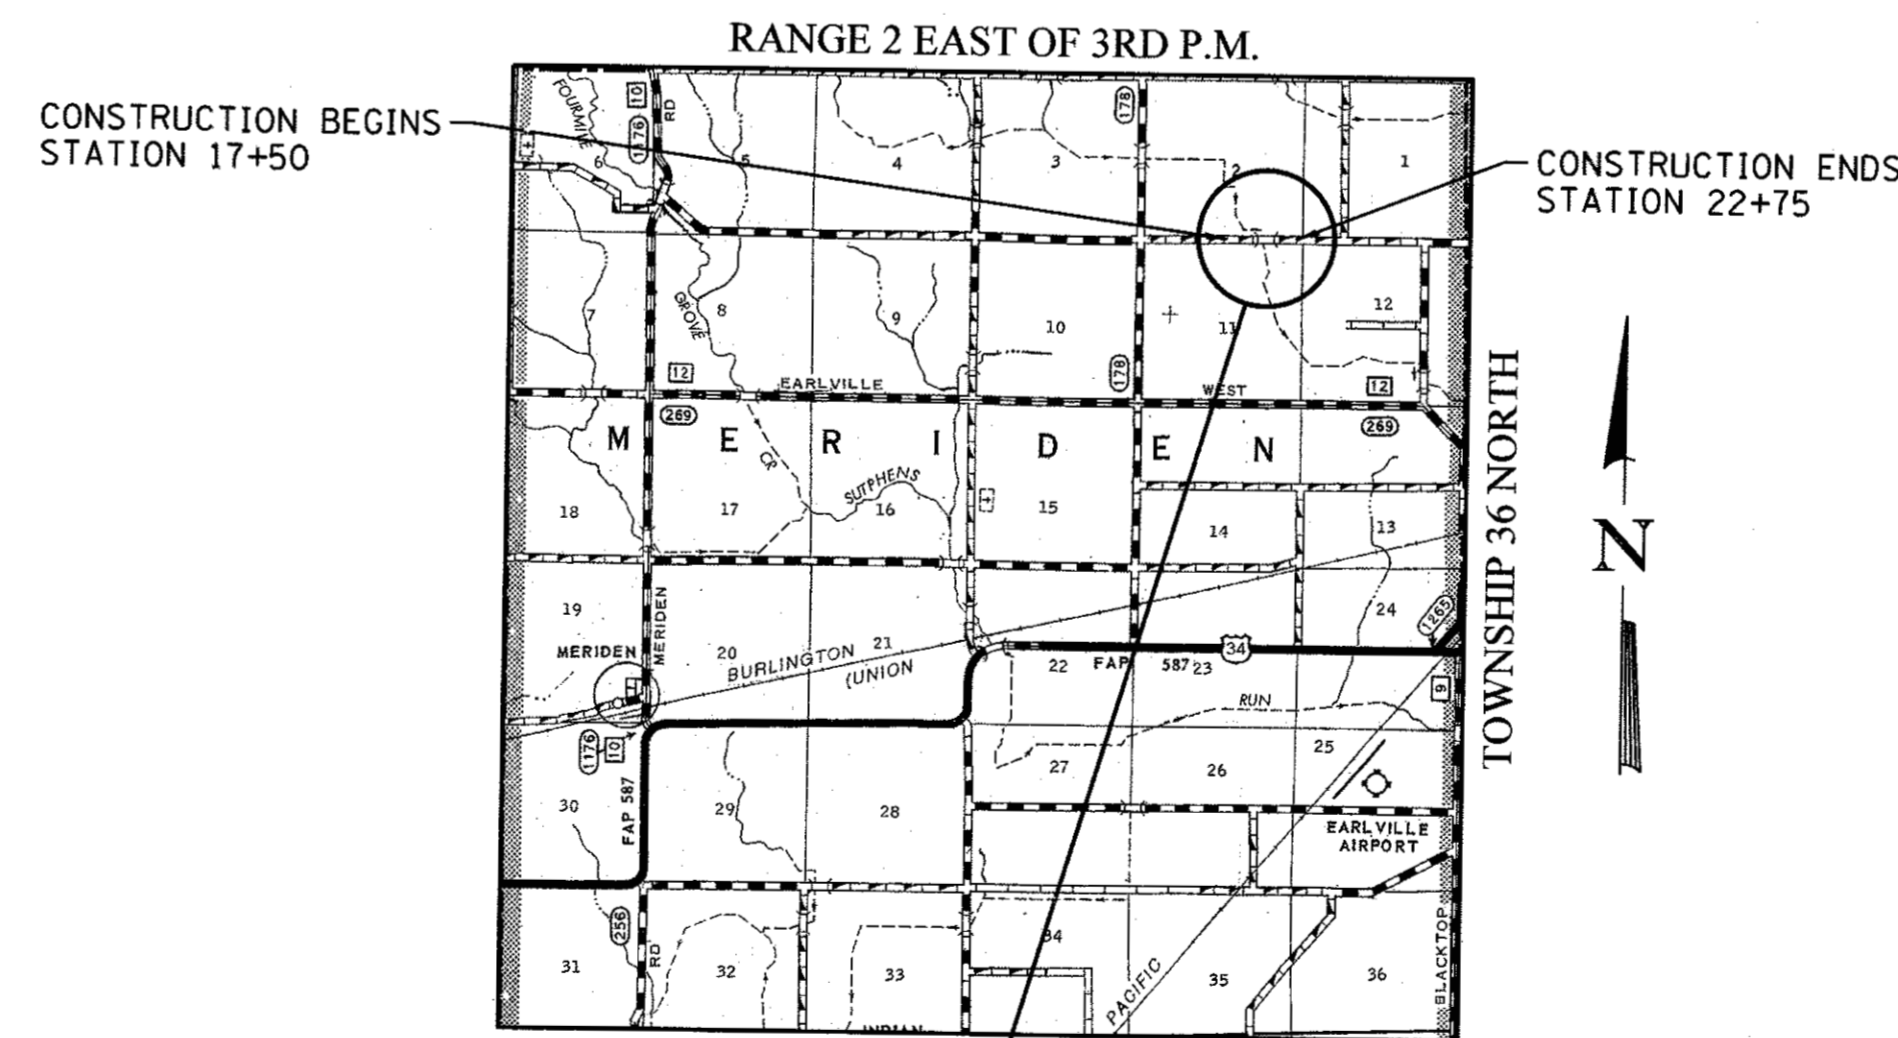 RANGE 2 EAST OF 3RD P.M.
CONSTRUCTION BEGINS
STATION 17+50
CONSTRUCTION ENDS
STATION 22+75
FOURMILE
10
RD
1176
178
6
5
4
3
2
1
7
GROVE
8
9
10
178
11
12
12
EARLVILLE
WEST
12
269
269
MERIDEN
CR
SUTPHENS
18
17
16
15
14
13
TOWNSHIP 36 NORTH
N
19
MERIDEN
MERIDEN
20
21
BURLINGTON
(UNION
22
FAP 587
23
34
24
1265
9
RUN
1176
10
FAP 587
30
29
28
27
26
25
EARLVILLE
AIRPORT
256
RD
31
32
33
34
35
36
PACIFIC
BLACKTOP
INDIAN